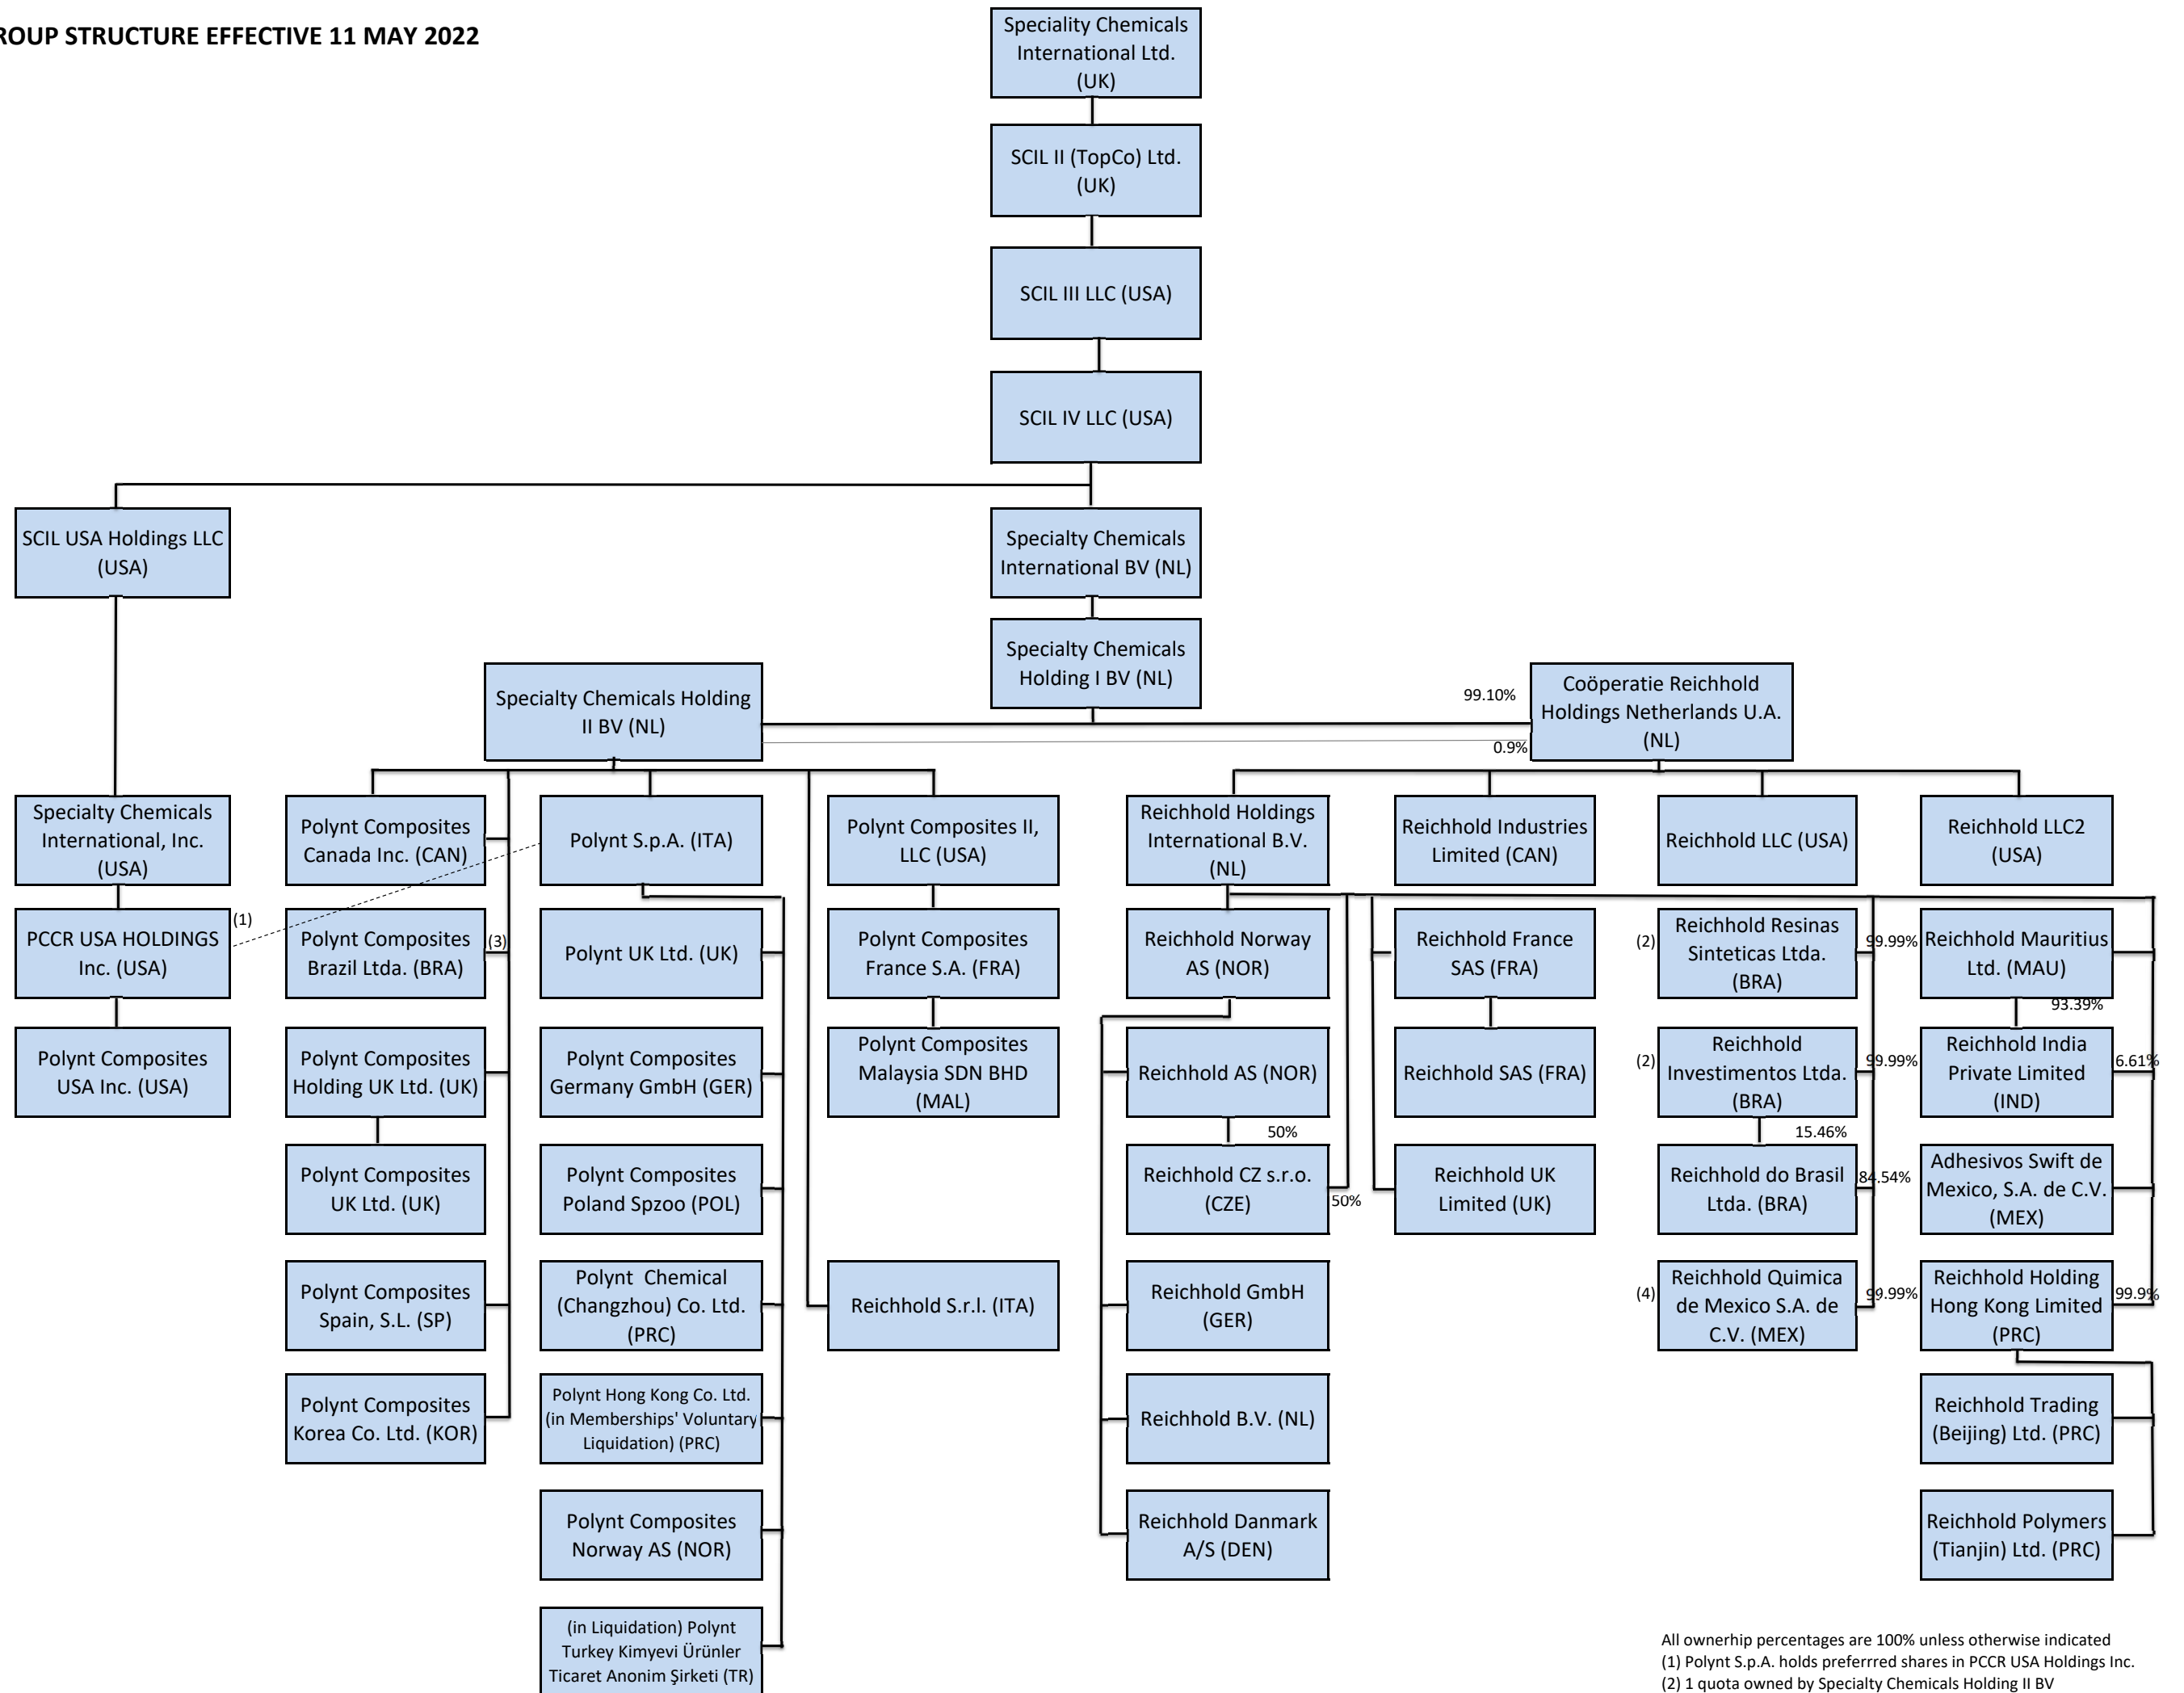 ROUP STRUCTURE EFFECTIVE 11 MAY 2022
Speciality Chemicals
International Ltd.
(UK)
SCIL II (TopCo) Ltd.
(UK)
SCIL III LLC (USA)
SCIL IV LLC (USA)
SCIL USA Holdings LLC
(USA)
Specialty Chemicals
International BV (NL)
Specialty Chemicals
Holding I BV (NL)
Specialty Chemicals Holding
II BV (NL)
99.10%
0.9%
Coöperatie Reichhold
Holdings Netherlands U.A.
(NL)
Specialty Chemicals
International, Inc.
(USA)
Polynt Composites
Canada Inc. (CAN)
Polynt S.p.A. (ITA)
Polynt Composites II,
LLC (USA)
Reichhold Holdings
International B.V.
(NL)
Reichhold Industries
Limited (CAN)
Reichhold LLC (USA)
Reichhold LLC2
(USA)
PCCR USA HOLDINGS
Inc. (USA)
(1)
Polynt Composites
Brazil Ltda. (BRA)
(3)
Polynt UK Ltd. (UK)
Polynt Composites
France S.A. (FRA)
Reichhold Norway
AS (NOR)
Reichhold France
SAS (FRA)
(2)
Reichhold Resinas
Sinteticas Ltda.
(BRA)
99.99%
Reichhold Mauritius
Ltd. (MAU)
93.39%
Polynt Composites
USA Inc. (USA)
Polynt Composites
Holding UK Ltd. (UK)
Polynt Composites
Germany GmbH (GER)
Polynt Composites
Malaysia SDN BHD
(MAL)
Reichhold AS (NOR)
Reichhold SAS (FRA)
(2)
Reichhold
Investimentos Ltda.
(BRA)
99.99%
Reichhold India
Private Limited
(IND)
6.61%
50%
15.46%
Polynt Composites
UK Ltd. (UK)
Polynt Composites
Poland Spzoo (POL)
Reichhold CZ s.r.o.
(CZE)
50%
Reichhold UK
Limited (UK)
Reichhold do Brasil
Ltda. (BRA)
84.54%
Adhesivos Swift de
Mexico, S.A. de C.V.
(MEX)
Polynt Composites
Spain, S.L. (SP)
Polynt  Chemical
(Changzhou) Co. Ltd.
(PRC)
Reichhold S.r.l. (ITA)
Reichhold GmbH
(GER)
(4)
Reichhold Quimica
de Mexico S.A. de
C.V. (MEX)
99.99%
Reichhold Holding
Hong Kong Limited
(PRC)
99.9%
Polynt Composites
Korea Co. Ltd. (KOR)
Polynt Hong Kong Co. Ltd.
(in Memberships' Voluntary
Liquidation) (PRC)
Reichhold B.V. (NL)
Reichhold Trading
(Beijing) Ltd. (PRC)
Polynt Composites
Norway AS (NOR)
Reichhold Danmark
A/S (DEN)
Reichhold Polymers
(Tianjin) Ltd. (PRC)
(in Liquidation) Polynt
Turkey Kimyevi Ürünler
Ticaret Anonim Şirketi (TR)
All ownerhip percentages are 100% unless otherwise indicated
(1) Polynt S.p.A. holds preferrred shares in PCCR USA Holdings Inc.
(2) 1 quota owned by Specialty Chemicals Holding II BV